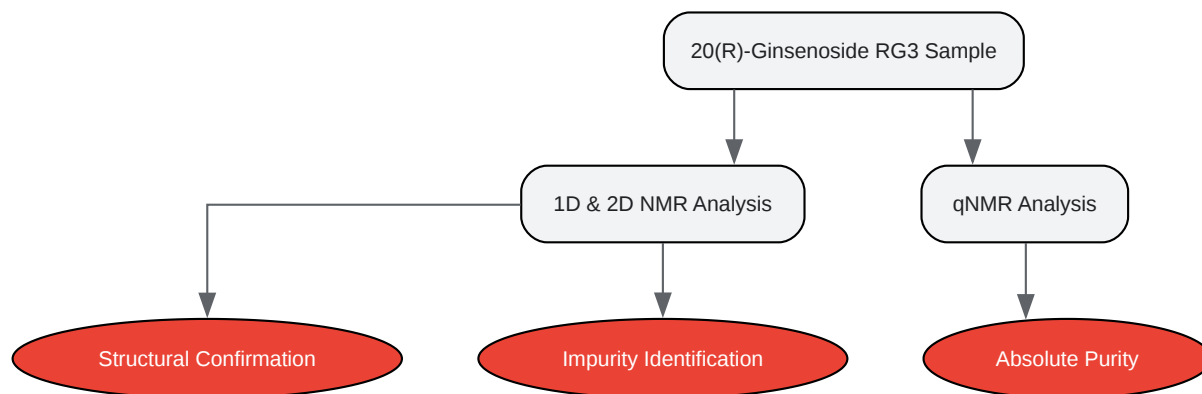 20(R)-Ginsenoside RG3 Sample
1D & 2D NMR Analysis
qNMR Analysis
Structural Confirmation
Impurity Identification
Absolute Purity